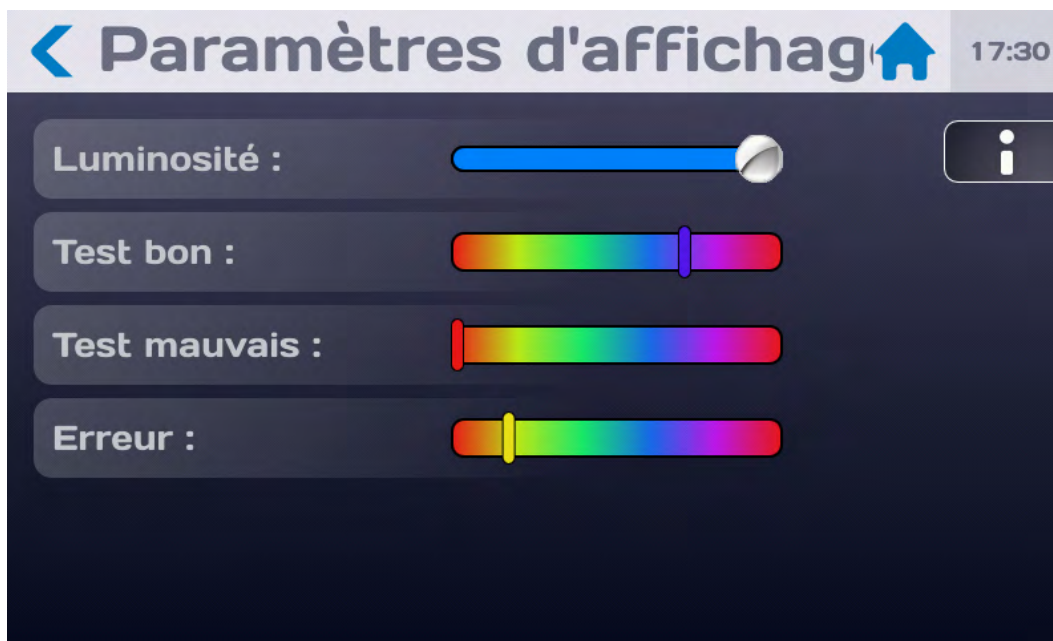 Paramètres d'affichag
17:30
Luminosité :
Test bon :
Test mauvais :
Erreur :